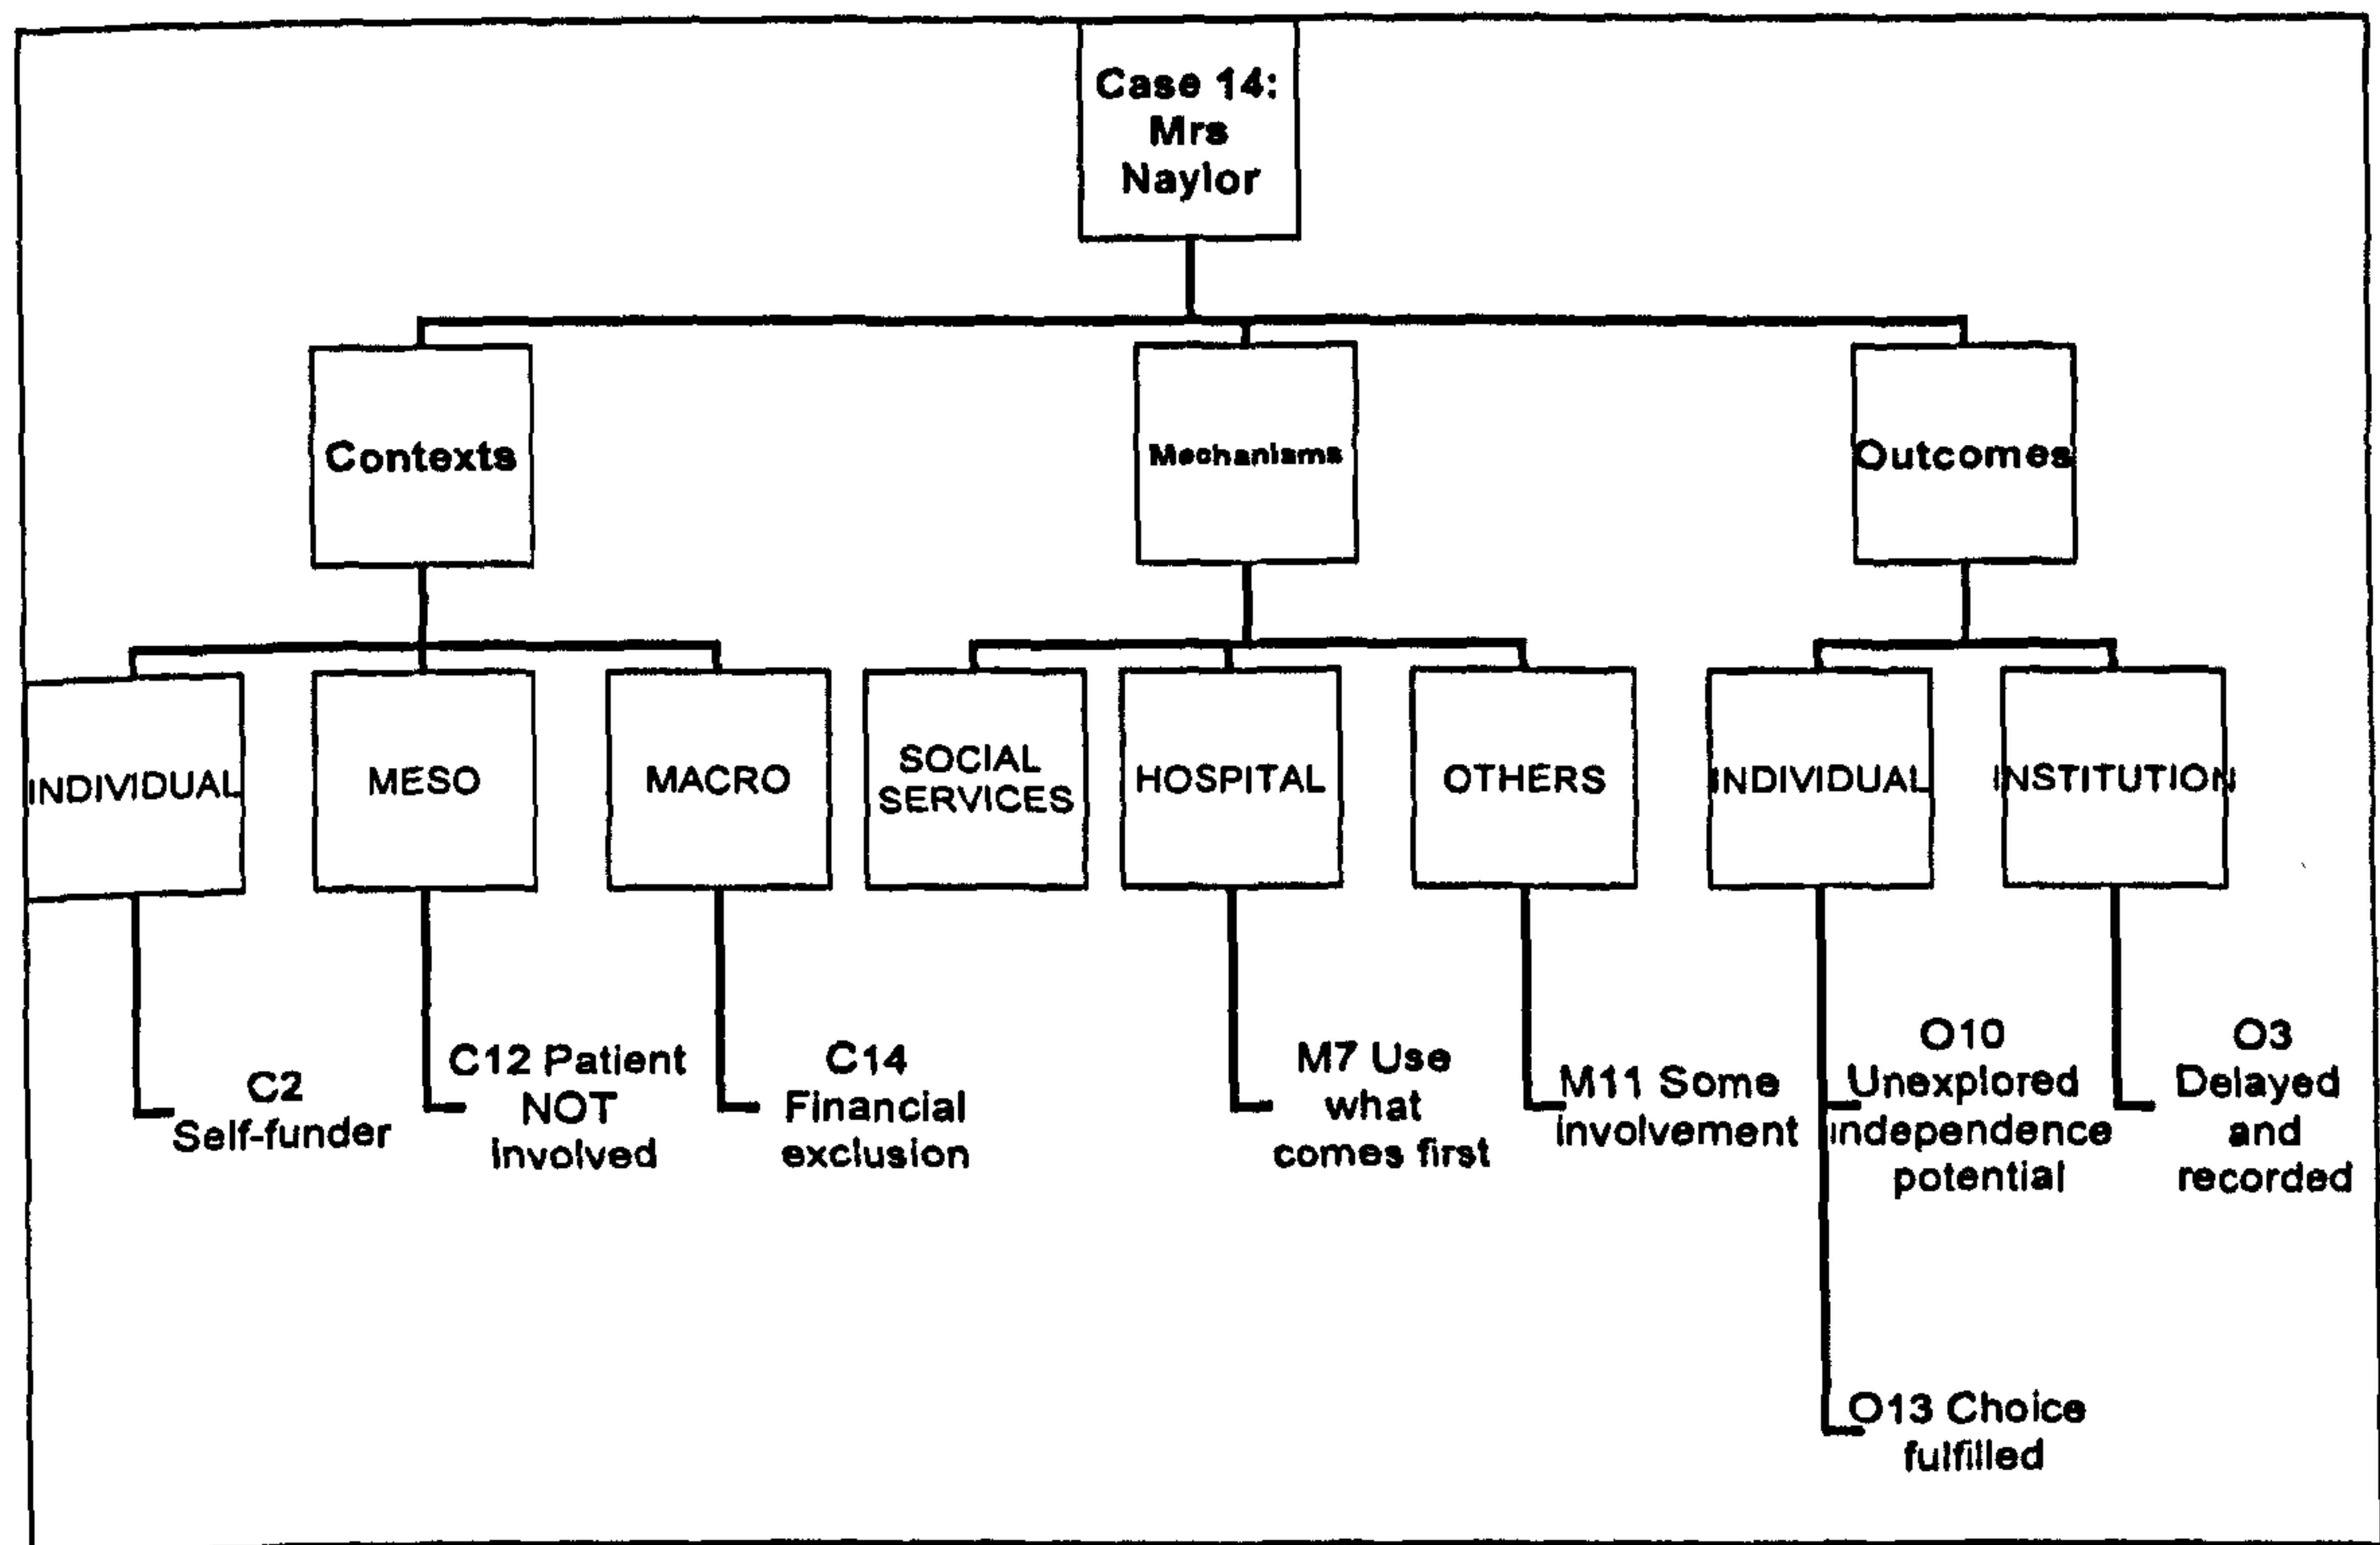 Case 14:
Mrs
Naylor
Contexts
Mechanisms
Outcomes
INDIVIDUAL
MESO
MACRO
SOCIAL
SERVICES
HOSPITAL
OTHERS
INDIVIDUAL
INSTITUTION
C2
Self-funder
C12 Patient
NOT
involved
C14
Financial
exclusion
M7 Use
what
comes first
M11 Some
involvement
O10
Unexplored
independence
potential
O3
Delayed
and
recorded
O13 Choice
fulfilled